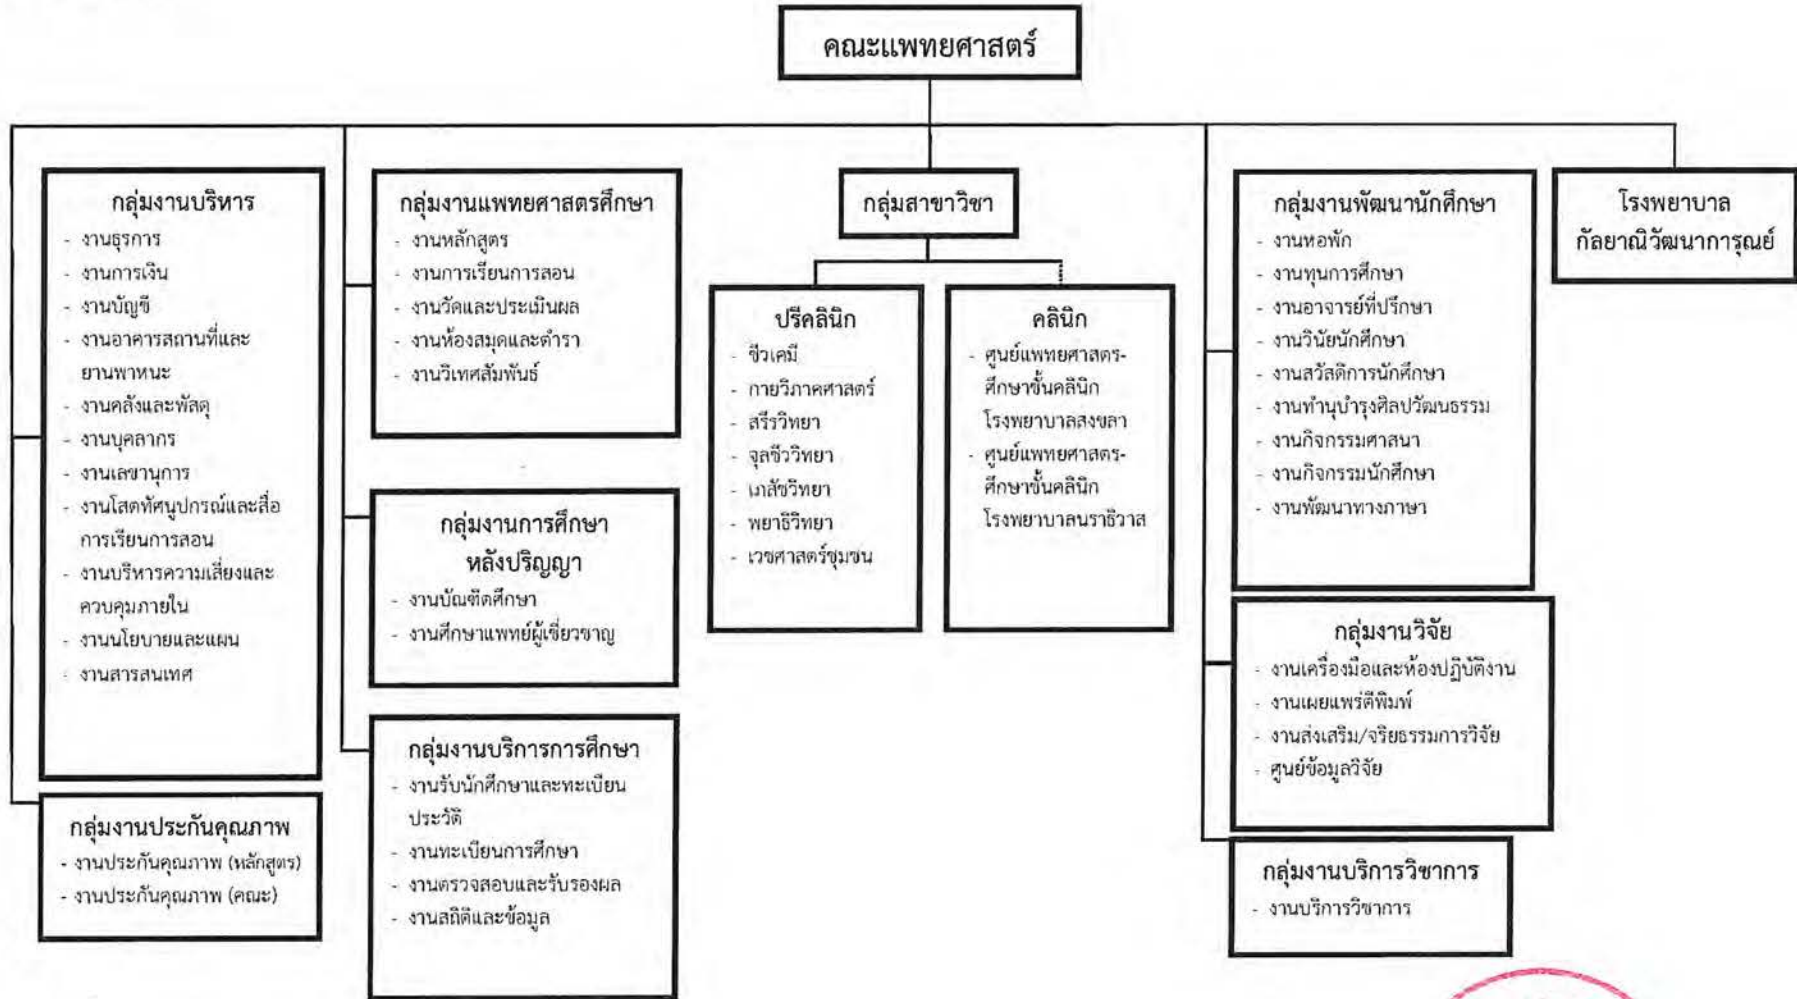 คณะแพทยศาสตร์
กลุ่มงานบริหาร
- งานธุรการ
- งานการเงิน
- งานบัญชี
- งานอาคารสถานที่และ
ยานพาหนะ
- งานคลังและพัสดุ
- งานบุคลากร
- งานเลขานุการ
- งานโสตทัศนูปกรณ์และสื่อ
การเรียนการสอน
- งานบริหารความเสี่ยงและ
ควบคุมภายใน
- งานนโยบายและแผน
- งานสารสนเทศ
กลุ่มงานประกันคุณภาพ
- งานประกันคุณภาพ (หลักสูตร)
- งานประกันคุณภาพ (คณะ)
กลุ่มงานแพทยศาสตรศึกษา
- งานหลักสูตร
- งานการเรียนการสอน
- งานวัดและประเมินผล
- งานห้องสมุดและตำรา
- งานวิเทศสัมพันธ์
กลุ่มงานการศึกษา
หลังปริญญา
- งานบัณฑิตศึกษา
- งานศึกษาแพทย์ผู้เชี่ยวชาญ
กลุ่มงานบริการการศึกษา
- งานรับนักศึกษาและทะเบียน
ประวัติ
- งานทะเบียนการศึกษา
- งานตรวจสอบและรับรองผล
- งานสถิติและข้อมูล
กลุ่มสาขาวิชา
ปรีคลินิก
- ชีวเคมี
- กายวิภาคศาสตร์
- สรีรวิทยา
- จุลชีววิทยา
- เภสัชวิทยา
- พยาธิวิทยา
- เวชศาสตร์ชุมชน
คลินิก
- ศูนย์แพทยศาสตร-
ศึกษาชั้นคลินิก
โรงพยาบาลสงขลา
- ศูนย์แพทยศาสตร-
ศึกษาชั้นคลินิก
โรงพยาบาลนราธิวาส
กลุ่มงานพัฒนานักศึกษา
- งานหอพัก
- งานทุนการศึกษา
- งานอาจารย์ที่ปรึกษา
- งานวินัยนักศึกษา
- งานสวัสดิการนักศึกษา
- งานทำนุบำรุงศิลปวัฒนธรรม
- งานกิจกรรมศาสนา
- งานกิจกรรมนักศึกษา
- งานพัฒนาทางภาษา
กลุ่มงานวิจัย
- งานเครื่องมือและห้องปฏิบัติงาน
- งานเผยแพร่ตีพิมพ์
- งานส่งเสริม/จริยธรรมการวิจัย
- ศูนย์ข้อมูลวิจัย
กลุ่มงานบริการวิชาการ
- งานบริการวิชาการ
โรงพยาบาล
กัลยาณิวัฒนาการุณย์